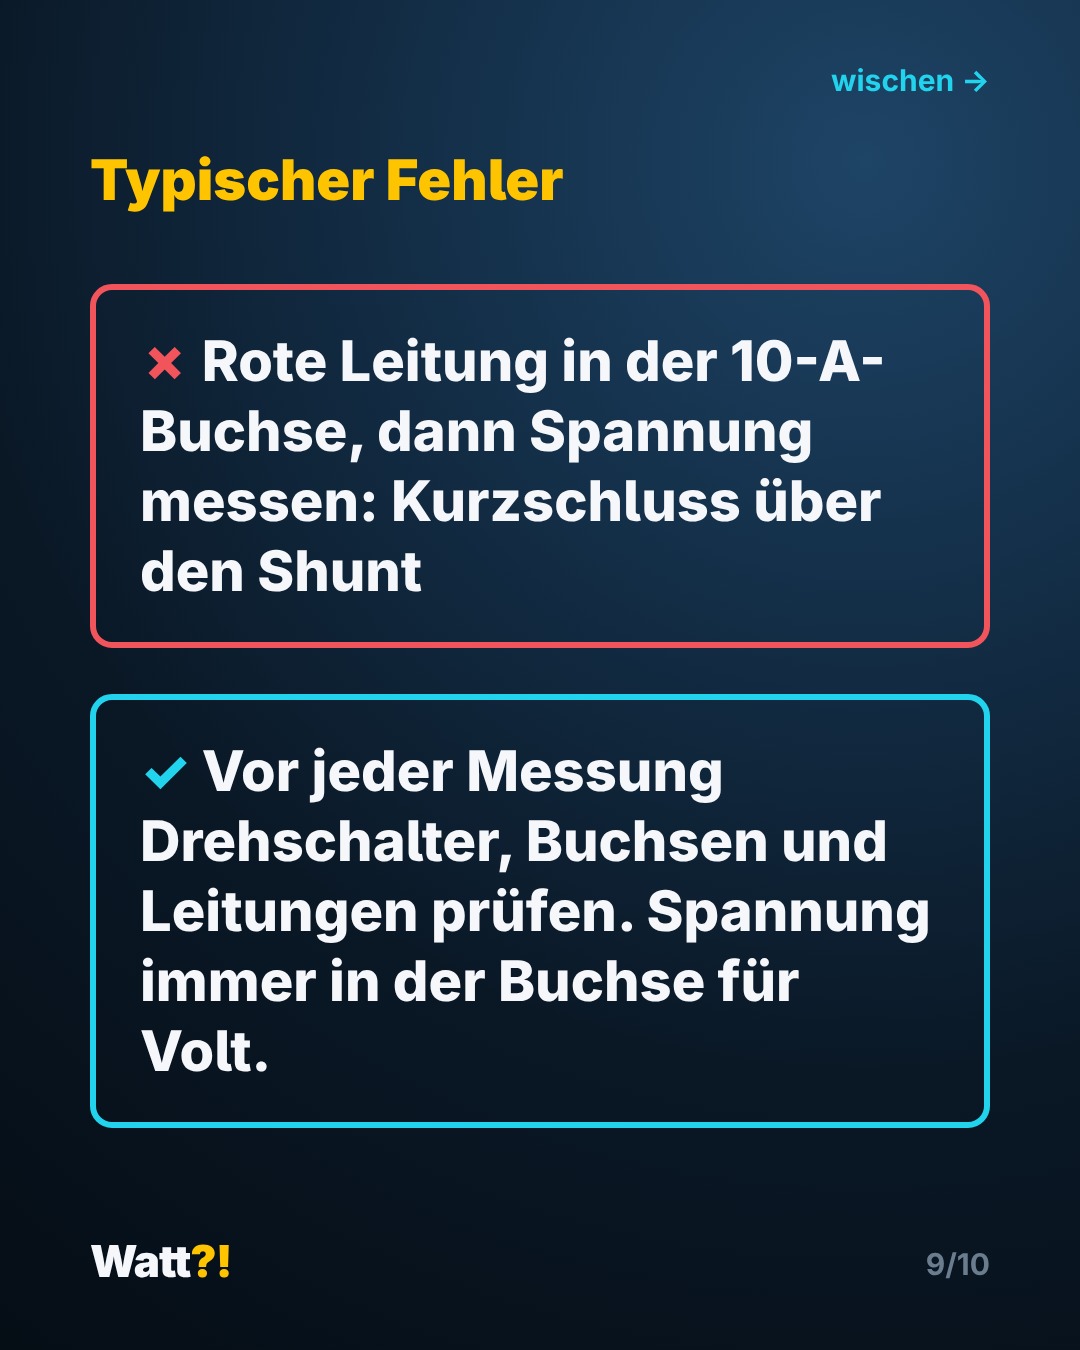 wischen →
Typischer Fehler
✕ Rote Leitung in der 10-A-
Buchse, dann Spannung
messen: Kurzschluss über
den Shunt
✓ Vor jeder Messung
Drehschalter, Buchsen und
Leitungen prüfen. Spannung
immer in der Buchse für
Volt.
Watt?!
9/10